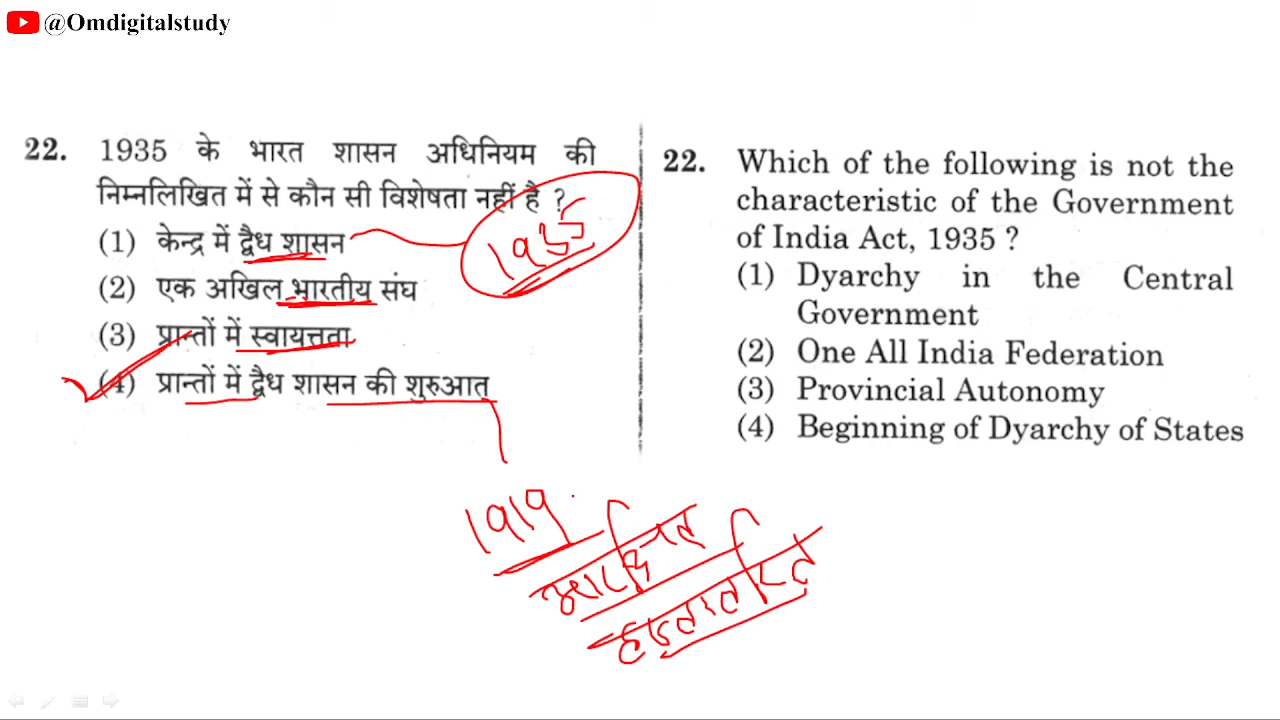 @Omdigitalstudy
22. 1935 के भारत शासन अधिनियम की
निम्नलिखित में से कौन सी विशेषता नहीं है ?
(1) केन्द्र में द्वैध शासन
(2) एक अखिल भारतीय संघ
(3) प्रान्तों में स्वायत्तता
(4) प्रान्तों में द्वैध शासन की शुरुआत
1935
1919
हस्तान्तरित
22. Which of the following is not the
characteristic of the Government
of India Act, 1935 ?
(1) Dyarchy in the Central
Government
(2) One All India Federation
(3) Provincial Autonomy
(4) Beginning of Dyarchy of States